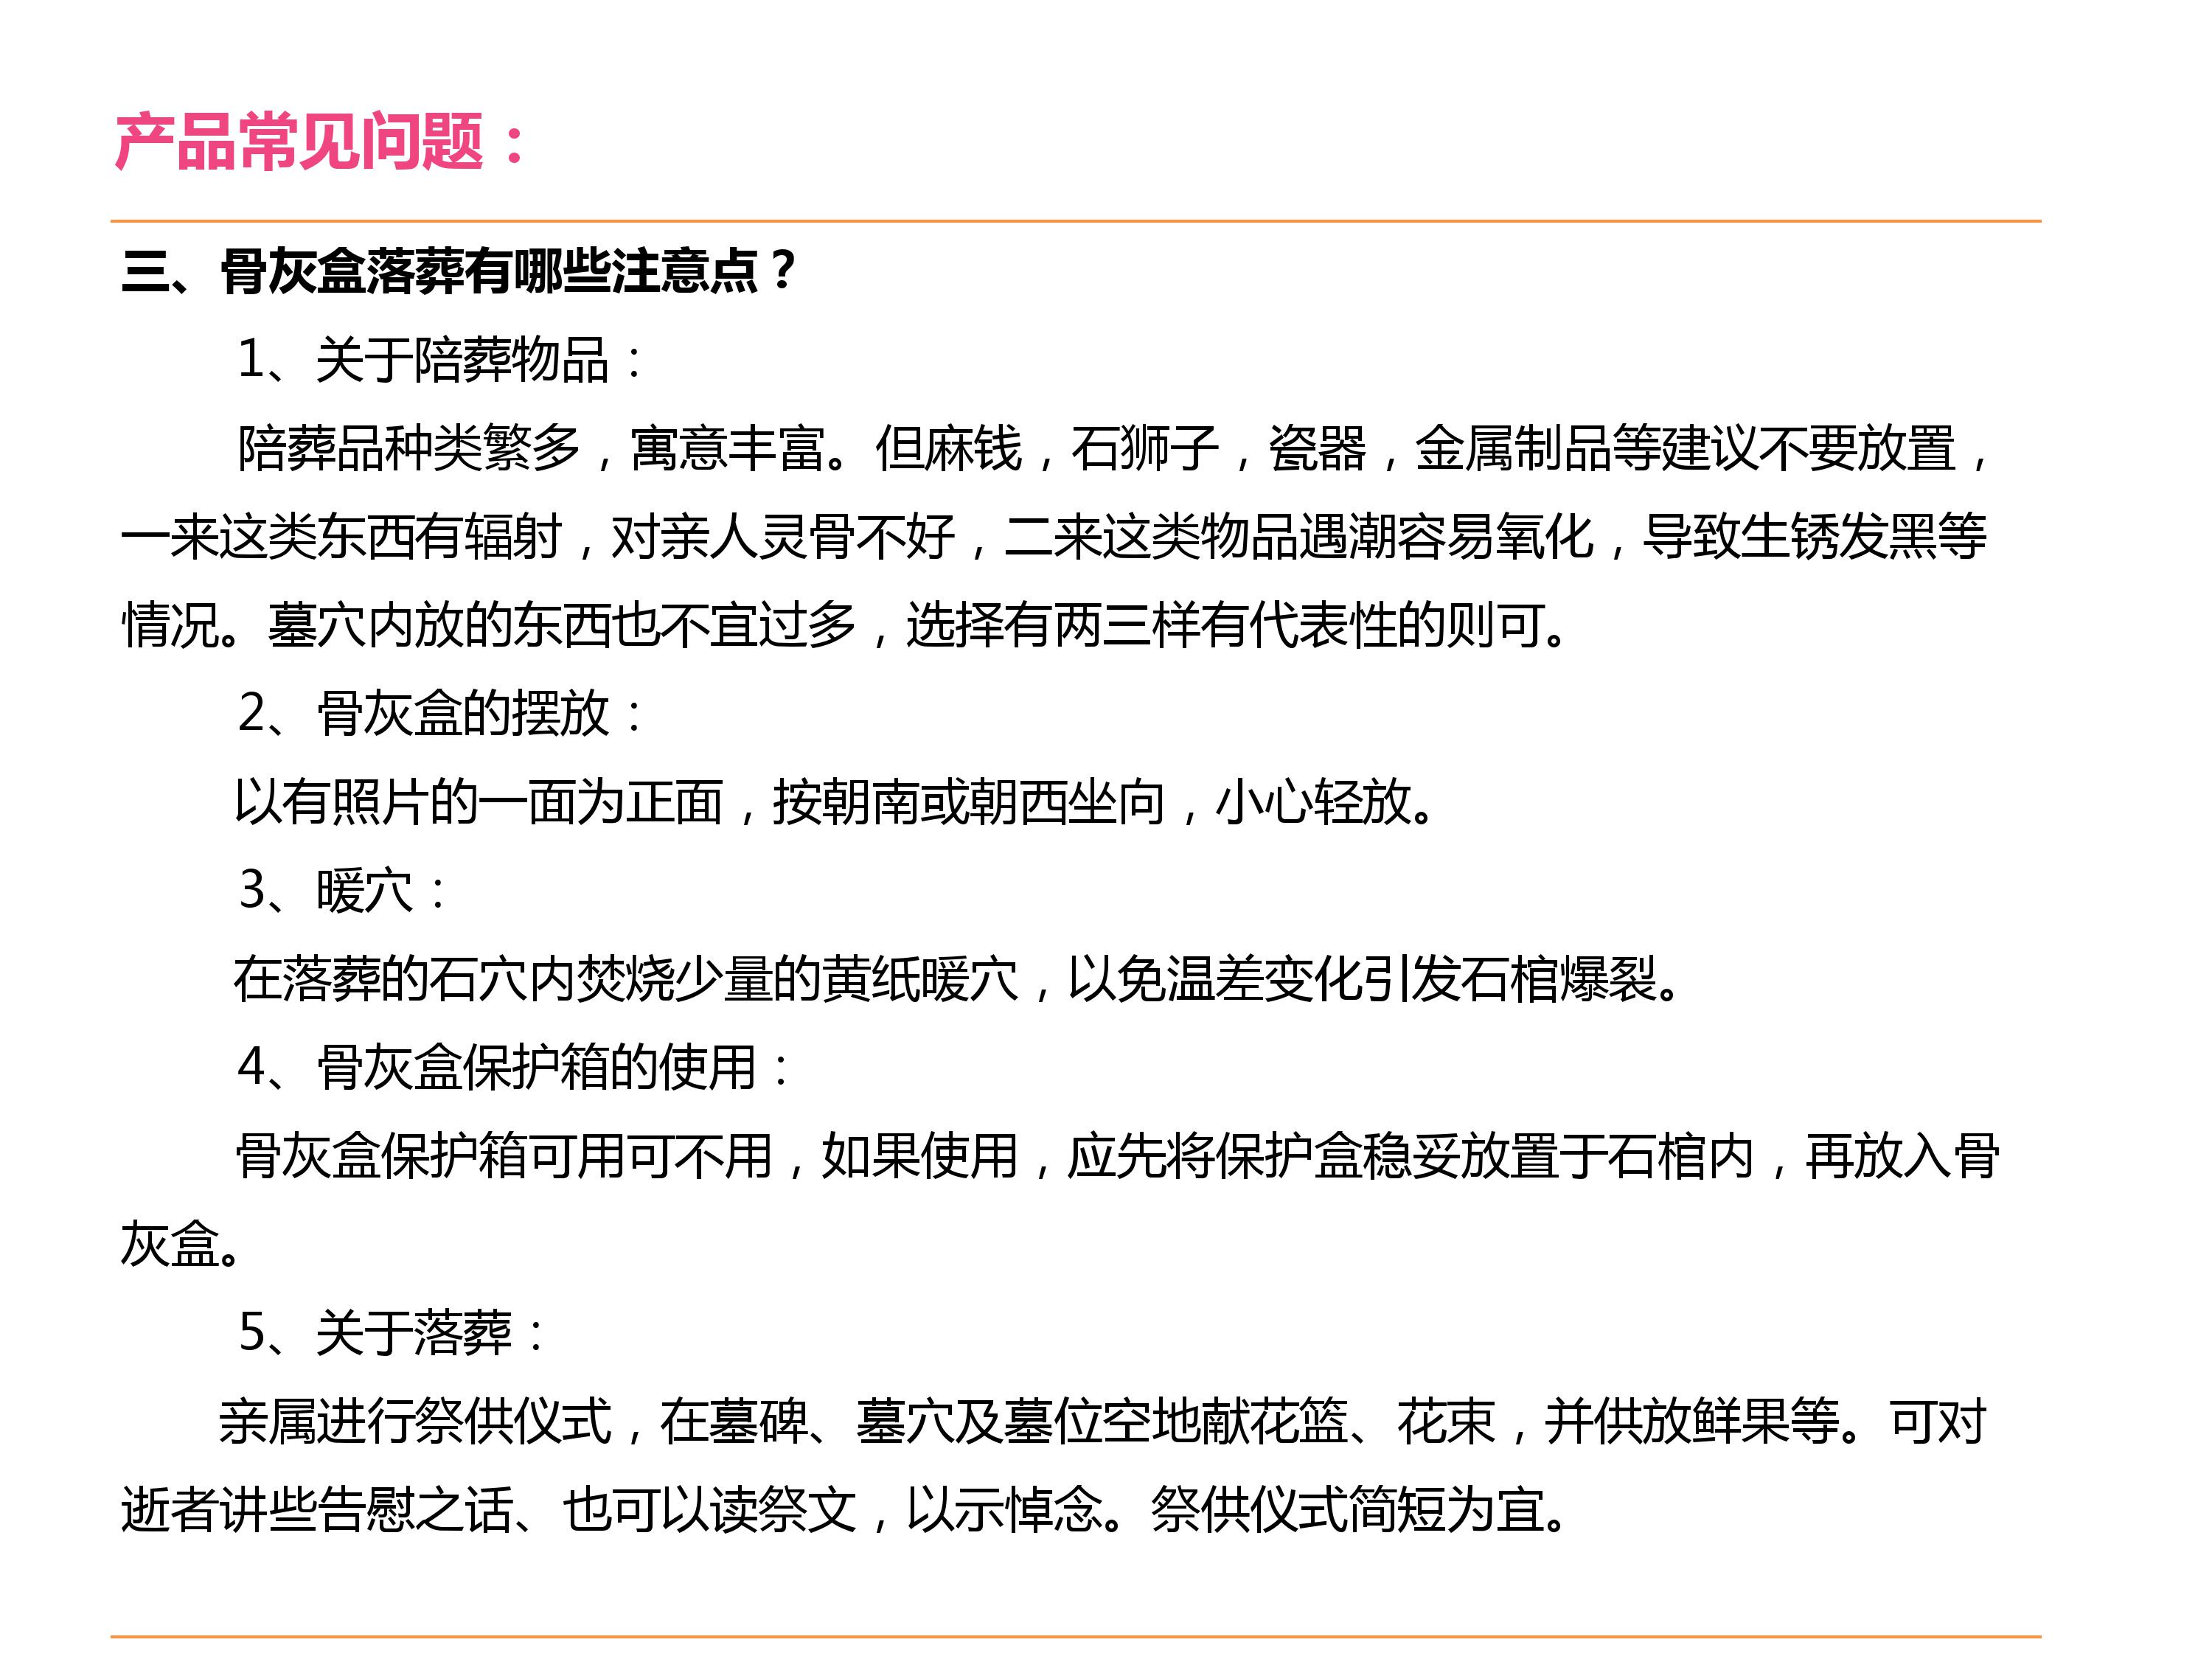 产品常见问题：
三、骨灰盒落葬有哪些注意点？
1、关于陪葬物品：
陪葬品种类繁多，寓意丰富。但麻钱，石狮子，瓷器，金属制品等建议不要放置，
一来这类东西有辐射，对亲人灵骨不好，二来这类物品遇潮容易氧化，导致生锈发黑等
情况。墓穴内放的东西也不宜过多，选择有两三样有代表性的则可。
2、骨灰盒的摆放：
以有照片的一面为正面，按朝南或朝西坐向，小心轻放。
3、暖穴：
在落葬的石穴内焚烧少量的黄纸暖穴，以免温差变化引发石棺爆裂。
4、骨灰盒保护箱的使用：
骨灰盒保护箱可用可不用，如果使用，应先将保护盒稳妥放置于石棺内，再放入骨
灰盒。
5、关于落葬：
亲属进行祭供仪式，在墓碑、墓穴及墓位空地献花篮、花束，并供放鲜果等。可对
逝者讲些告慰之话、也可以读祭文，以示悼念。祭供仪式简短为宜。